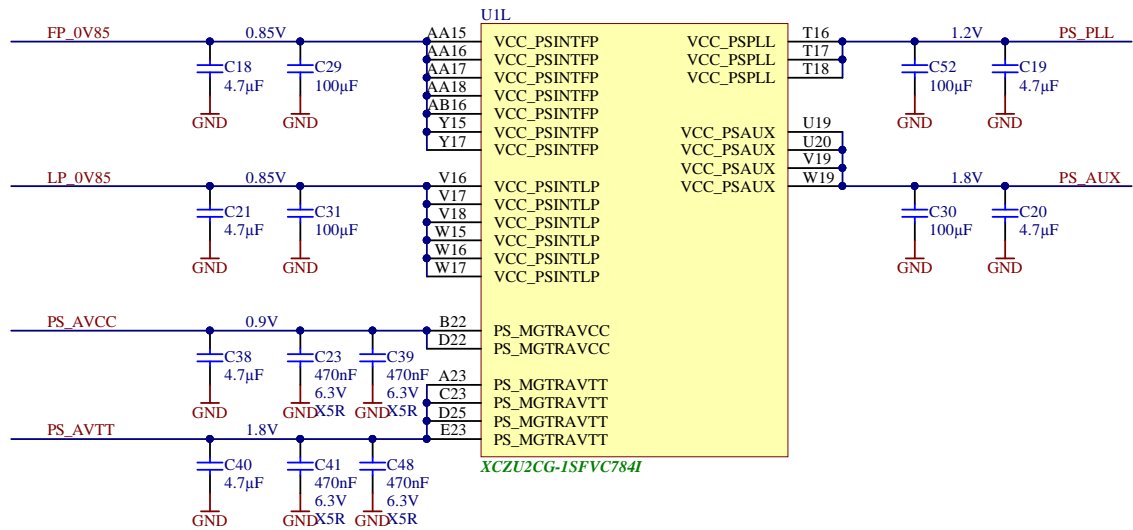 U1L
FP_0V85 0.85V AA15 VCC_PSINTFP VCC_PSPLL T16 1.2V PS_PLL
AA16 VCC_PSINTFP VCC_PSPLL T17
AA17 VCC_PSINTFP VCC_PSPLL T18
AA18 VCC_PSINTFP
AB16 VCC_PSINTFP
Y15 VCC_PSINTFP VCC_PSAUX U19
Y17 VCC_PSINTFP VCC_PSAUX U20
VCC_PSAUX V19
C18 C29 C52 C19
4.7µF 100µF 100µF 4.7µF
GND GND GND GND
LP_0V85 0.85V V16 VCC_PSINTLP VCC_PSAUX W19 1.8V PS_AUX
V17 VCC_PSINTLP
V18 VCC_PSINTLP
W15 VCC_PSINTLP
W16 VCC_PSINTLP
W17 VCC_PSINTLP
C21 C31 C30 C20
4.7µF 100µF 100µF 4.7µF
GND GND GND GND
PS_AVCC 0.9V B22 PS_MGTRAVCC
D22 PS_MGTRAVCC
C38 C23 C39
4.7µF 470nF 470nF
6.3V 6.3V
X5R X5R
GND GND GND
A23 PS_MGTRAVTT
C23 PS_MGTRAVTT
D25 PS_MGTRAVTT
PS_AVTT 1.8V E23 PS_MGTRAVTT
C40 C41 C48
4.7µF 470nF 470nF
6.3V 6.3V
X5R X5R
GND GND GND
XCZU2CG-1SFVC784I